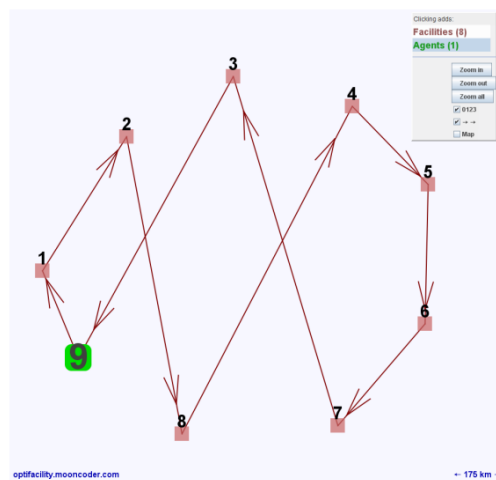 Clicking adds:
Facilities (8)
Agents (1)
Zoom in
Zoom out
Zoom all
0123
→ →
Map
3
4
2
5
1
6
9
7
8
optifacility.mooncoder.com
← 175 km →